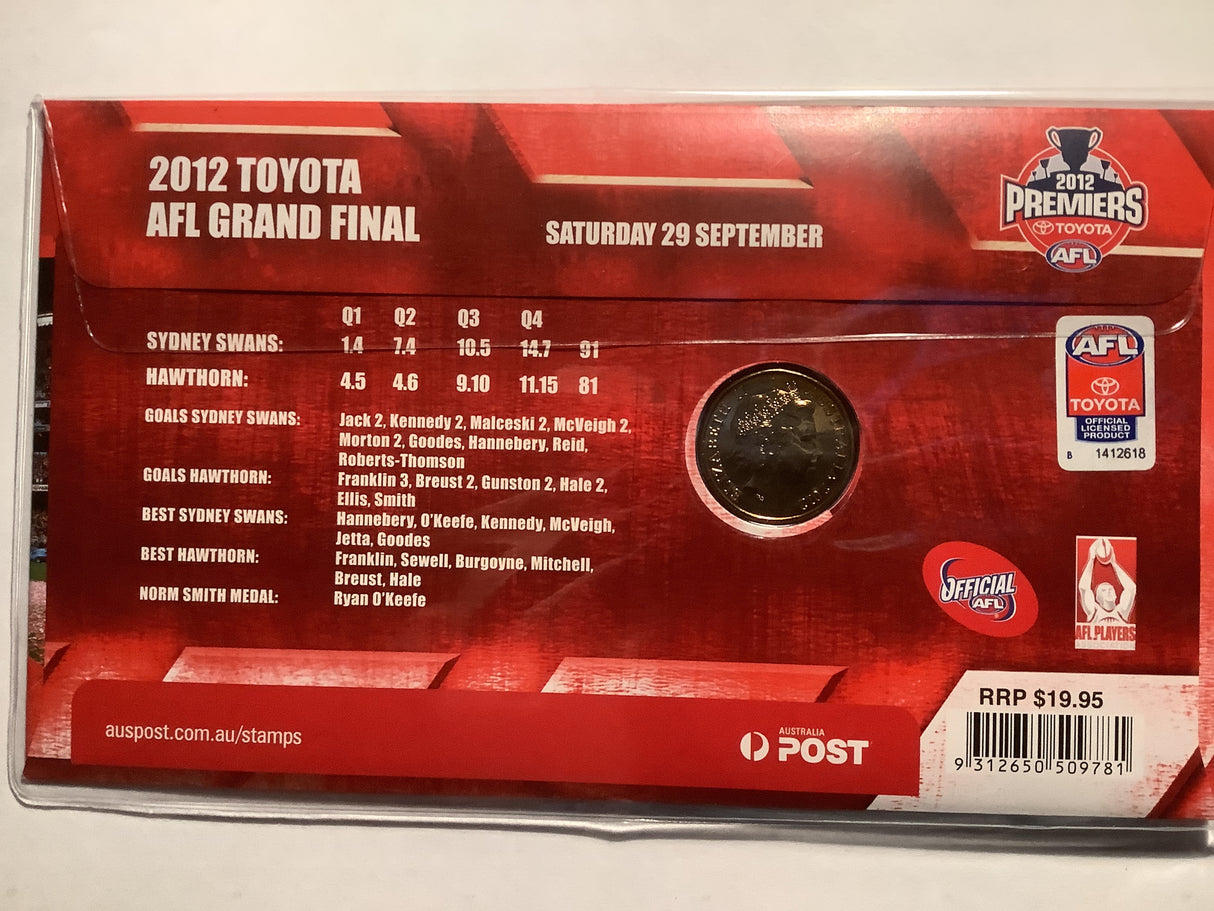 2012 TOYOTA
AFL GRAND FINAL
SATURDAY 29 SEPTEMBER
2012
PREMIERS
TOYOTA
AFL
Q1 Q2 Q3 Q4
SYDNEY SWANS: 1.4 7.4 10.5 14.7 91
HAWTHORN: 4.5 4.6 9.10 11.15 81
GOALS SYDNEY SWANS: Jack 2, Kennedy 2, Malceski 2, McVeigh 2,
Morton 2, Goodes, Hannebery, Reid,
Roberts-Thomson
GOALS HAWTHORN: Franklin 3, Breust 2, Gunston 2, Hale 2,
Ellis, Smith
BEST SYDNEY SWANS: Hannebery, O'Keefe, Kennedy, McVeigh,
Jetta, Goodes
BEST HAWTHORN: Franklin, Sewell, Burgoyne, Mitchell,
Breust, Hale
NORM SMITH MEDAL: Ryan O'Keefe
AFL
TOYOTA
OFFICIAL
LICENSED
PRODUCT
B 1412618
OFFICIAL
AFL
AFL PLAYERS
auspost.com.au/stamps
AUSTRALIA
POST
RRP $19.95
9 312650 509781